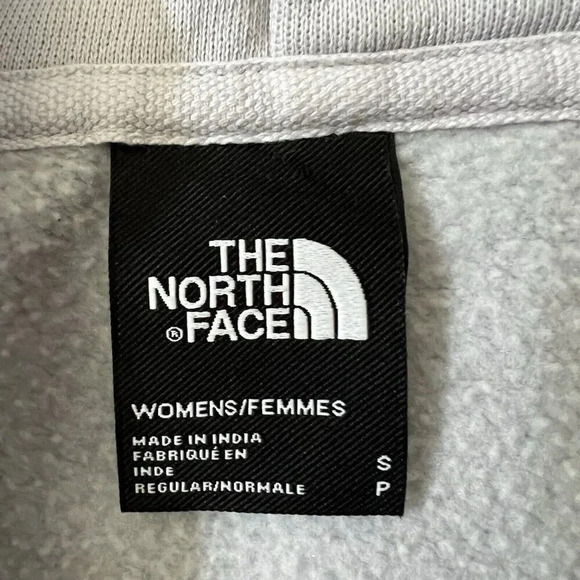 THE
NORTH
® FACE
WOMENS/FEMMES
MADE IN INDIA
FABRIQUÉ EN
INDE
REGULAR/NORMALE
S
P